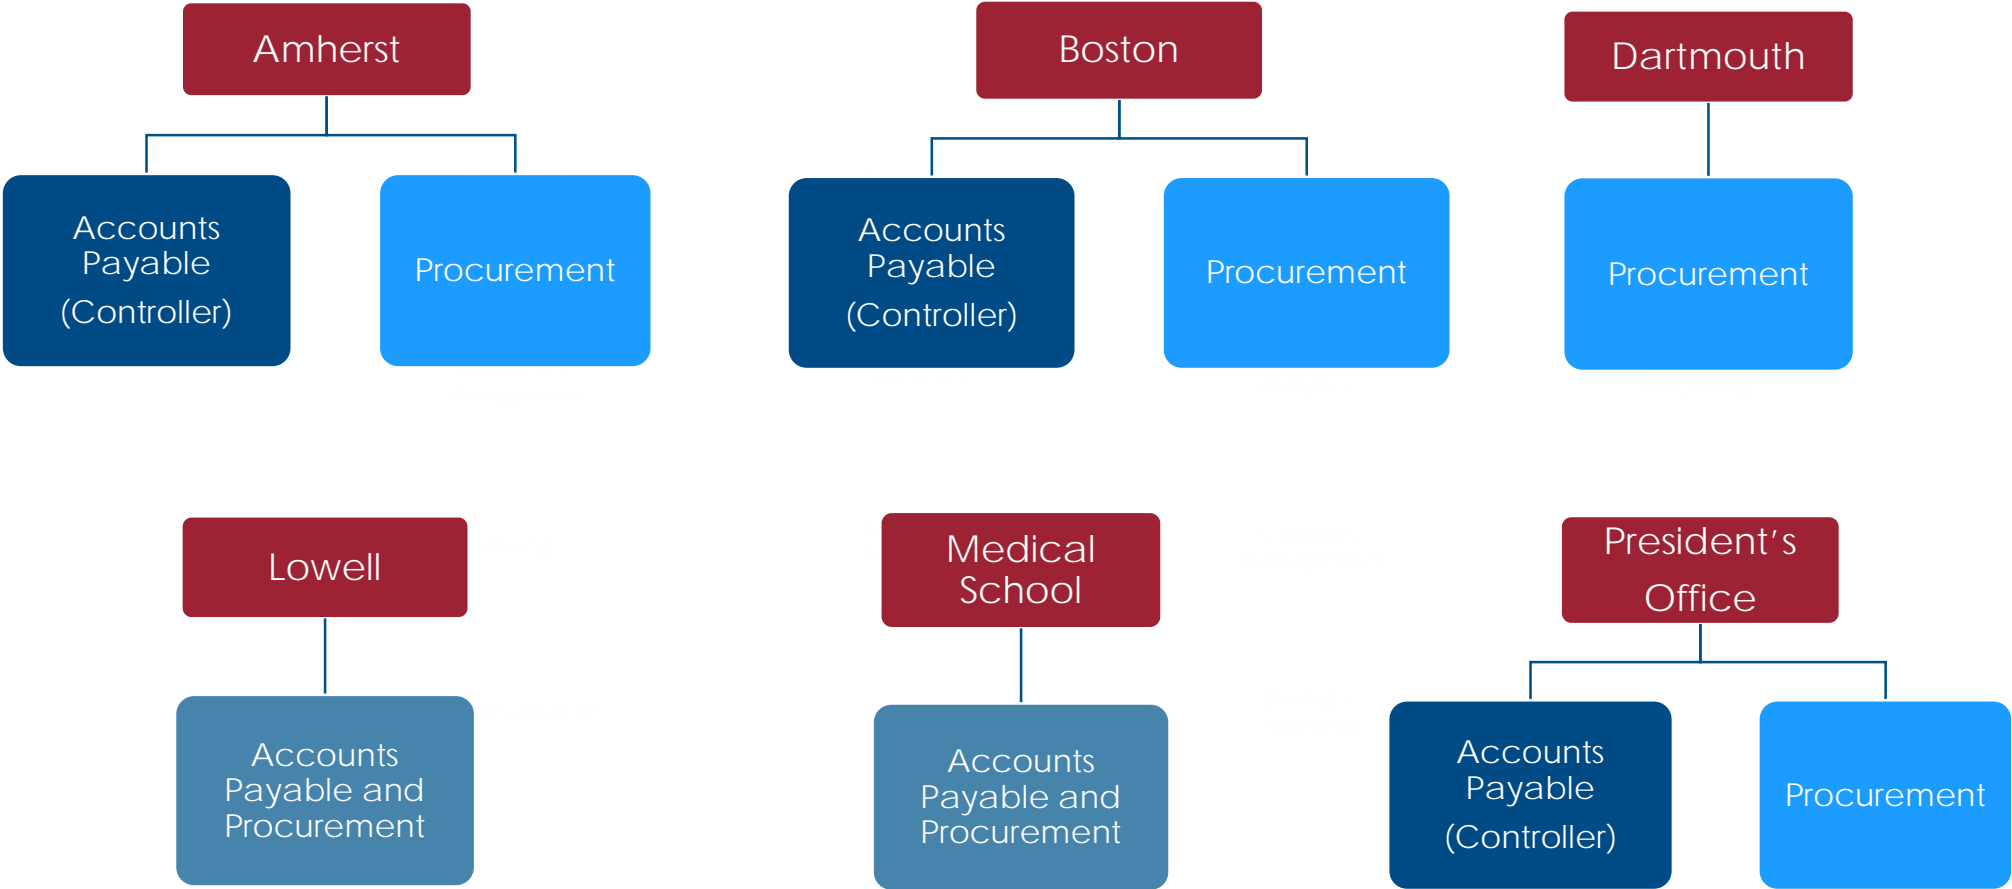 Amherst
Accounts
Payable
(Controller)
Procurement
Boston
Accounts
Payable
(Controller)
Procurement
Dartmouth
Procurement
Lowell
Accounts
Payable and
Procurement
Medical
School
Accounts
Payable and
Procurement
President’s
Office
Accounts
Payable
(Controller)
Procurement